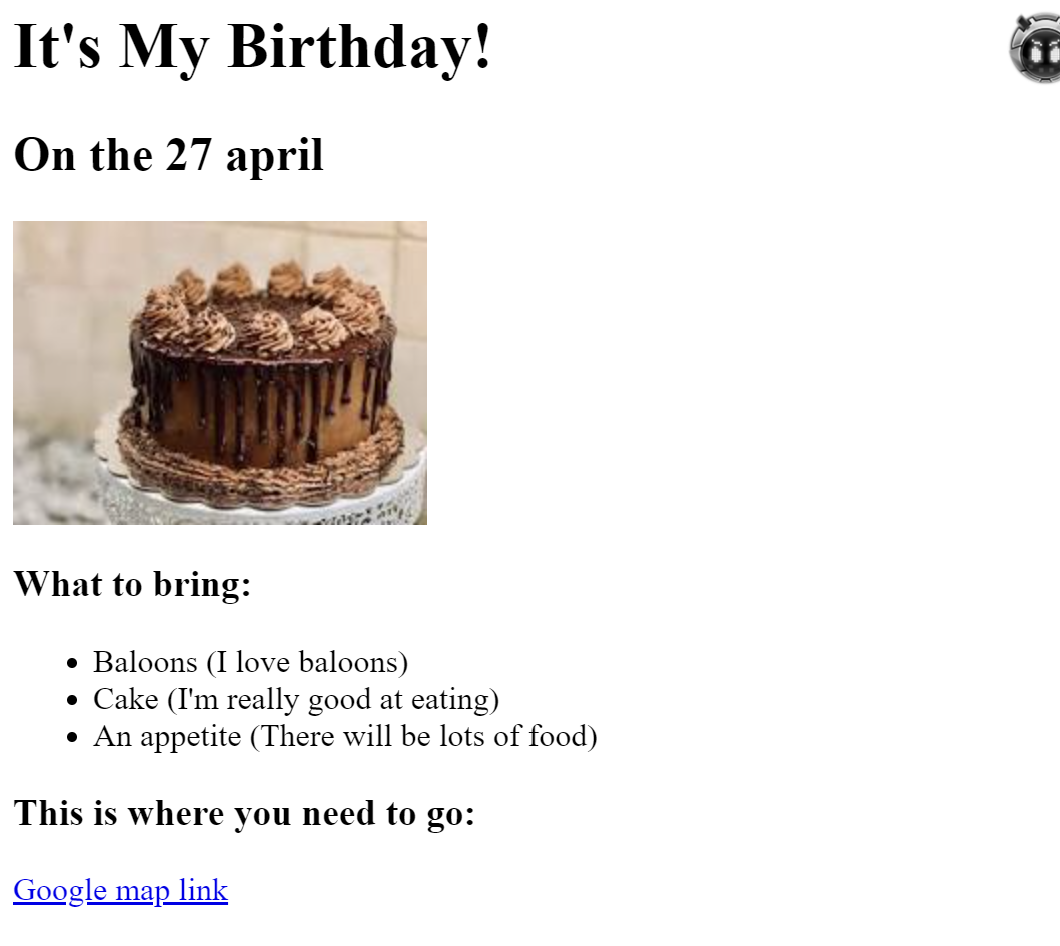 It's My Birthday!
On the 27 april
What to bring:
Baloons (I love baloons)
Cake (I'm really good at eating)
An appetite (There will be lots of food)
This is where you need to go:
Google map link